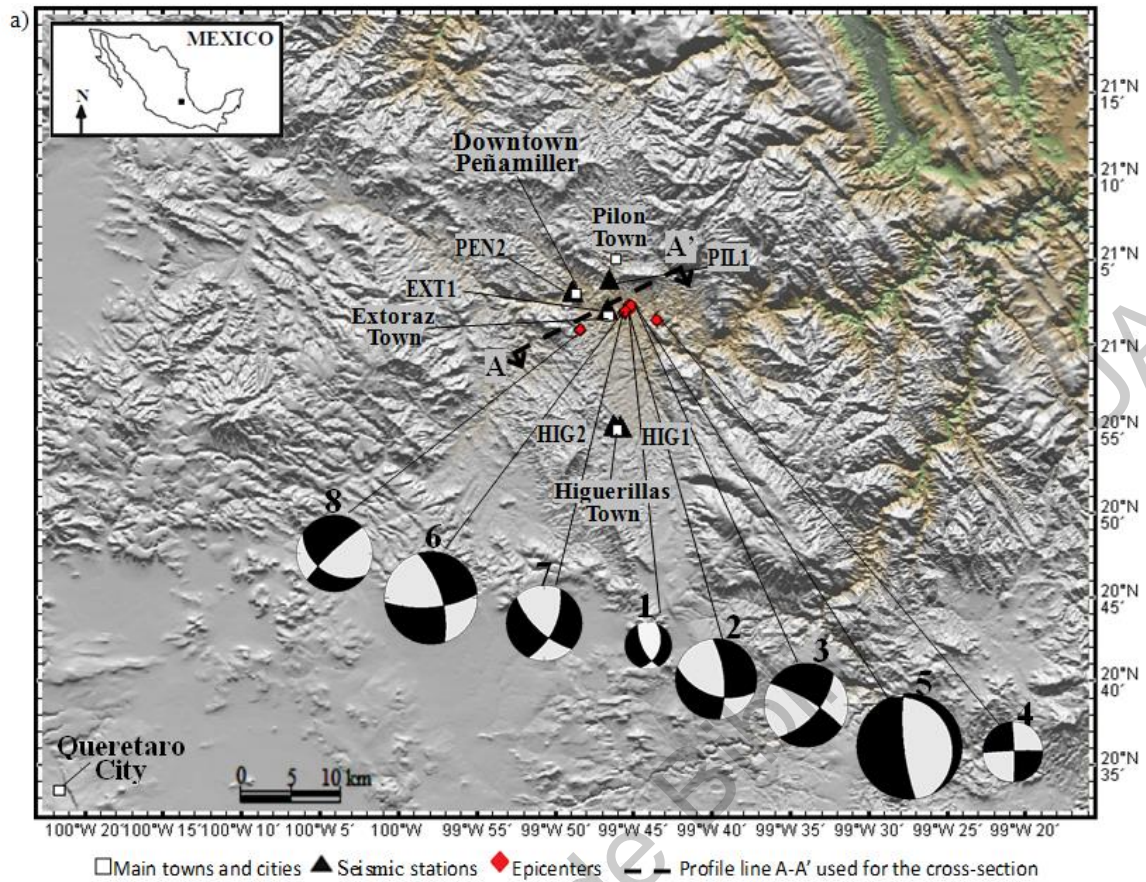 a)
MEXICO
N
Downtown
Peñamiller
Pilon
Town
PEN2
A'
PIL1
EXT1
Extoraz
Town
A
HIG2
HIG1
Higuerillas
Town
8
6
7
1
2
3
5
4
Queretaro
City
0 5 10 km
21°N
15′
21°N
10′
21°N
5′
21°N
20°N
55′
20°N
50′
20°N
45′
20°N
40′
20°N
35′
100°W 20′ 100°W 15′ 100°W 10′ 100°W 5′ 100°W 99°W 55′ 99°W 50′ 99°W 45′ 99°W 40′ 99°W 35′ 99°W 30′ 99°W 25′ 99°W 20′
Main towns and cities Seismic stations Epicenters Profile line A-A' used for the cross-section